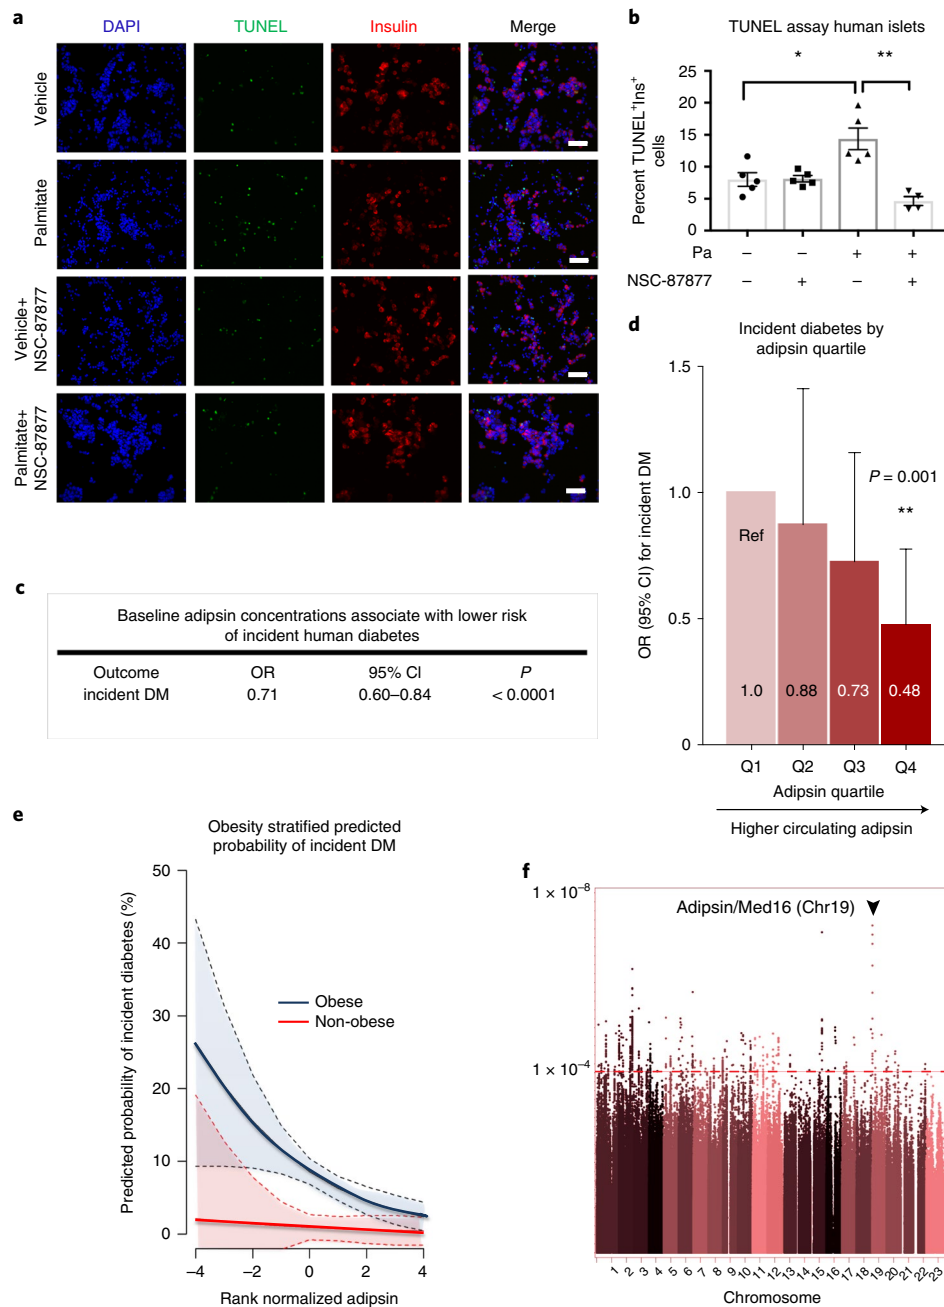 a
DAPI
TUNEL
Insulin
Merge
Vehicle
Palmitate
Vehicle+
NSC-87877
Palmitate+
NSC-87877
b
TUNEL assay human islets
*
**
Percent TUNEL+Ins+
cells
25
20
15
10
5
0
Pa
– – + +
NSC-87877
– + – +
c
Baseline adipsin concentrations associate with lower risk
of incident human diabetes
Outcome OR 95% CI P
incident DM 0.71 0.60–0.84 < 0.0001
d
Incident diabetes by
adipsin quartile
OR (95% CI) for incident DM
1.5
1.0
0.5
0
P = 0.001
**
Ref
1.0 0.88 0.73 0.48
Q1 Q2 Q3 Q4
Adipsin quartile
Higher circulating adipsin
e
Obesity stratified predicted
probability of incident DM
Predicted probability of incident diabetes (%)
50
40
30
20
10
0
Obese
Non-obese
–4 –2 0 2 4
Rank normalized adipsin
f
1 × 10⁻⁸
Adipsin/Med16 (Chr19)
1 × 10⁻⁴
1 2 3 4 5 6 7 8 9 10 11 12 13 14 15 16 17 18 19 20 21 22 23
Chromosome